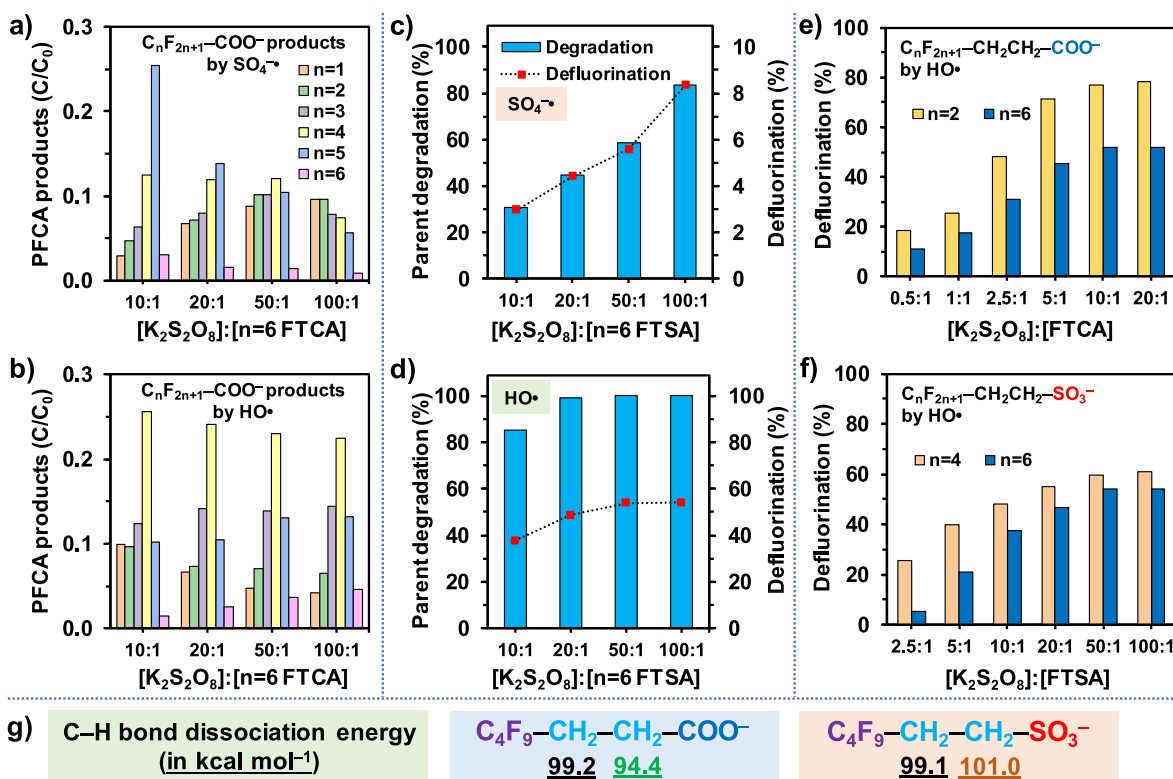 a)
CnF2n+1–COO– products
by SO4–•
n=1
n=2
n=3
n=4
n=5
n=6
0.3
0.2
0.1
0.0
PFCA products (C/C0)
10:1 20:1 50:1 100:1
[K2S2O8]:[n=6 FTCA]
b)
CnF2n+1–COO– products
by HO•
0.3
0.2
0.1
0.0
PFCA products (C/C0)
10:1 20:1 50:1 100:1
[K2S2O8]:[n=6 FTCA]
c)
Degradation
Defluorination
SO4–•
100
80
60
40
20
0
Parent degradation (%)
10
8
6
4
2
0
Defluorination (%)
10:1 20:1 50:1 100:1
[K2S2O8]:[n=6 FTSA]
d)
HO•
100
80
60
40
20
0
Parent degradation (%)
100
80
60
40
20
0
Defluorination (%)
10:1 20:1 50:1 100:1
[K2S2O8]:[n=6 FTSA]
e)
CnF2n+1–CH2CH2–COO–
by HO•
n=2 n=6
100
80
60
40
20
0
Defluorination (%)
0.5:1 1:1 2.5:1 5:1 10:1 20:1
[K2S2O8]:[FTCA]
f)
CnF2n+1–CH2CH2–SO3–
by HO•
n=4 n=6
100
80
60
40
20
0
Defluorination (%)
2.5:1 5:1 10:1 20:1 50:1 100:1
[K2S2O8]:[FTSA]
g)
C–H bond dissociation energy
(in kcal mol–1)
C4F9–CH2–CH2–COO–
99.2 94.4
C4F9–CH2–CH2–SO3–
99.1 101.0